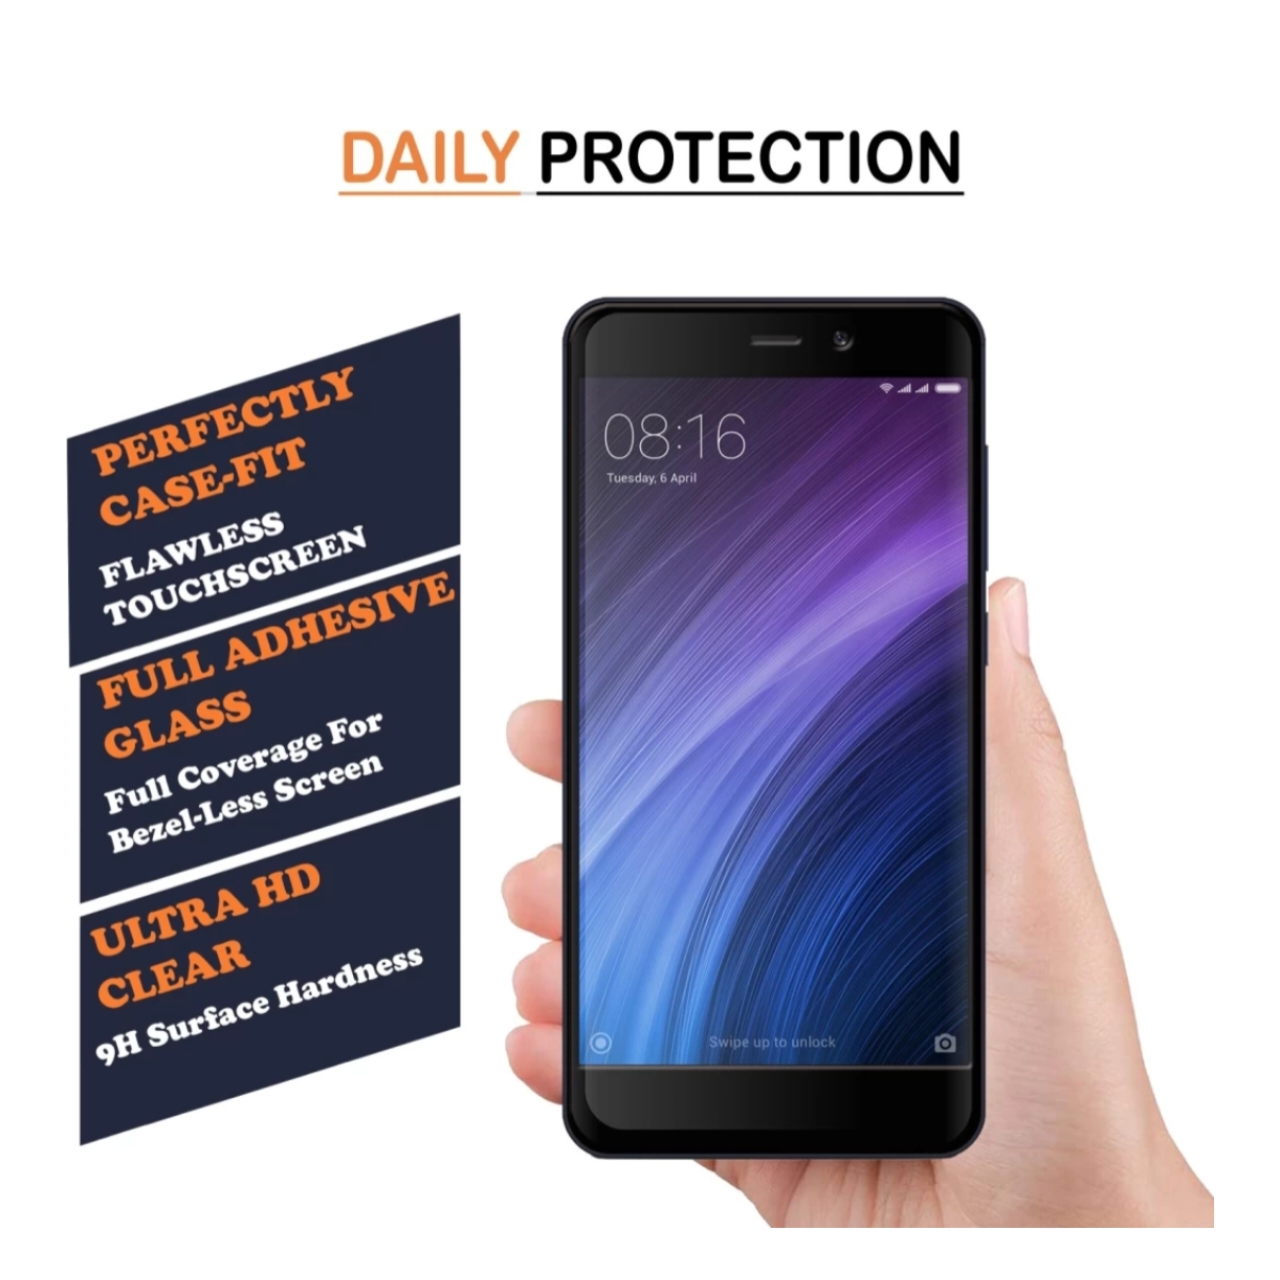 DAILY PROTECTION
PERFECTLY
CASE-FIT
FLAWLESS
TOUCHSCREEN
FULL ADHESIVE
GLASS
Full Coverage For
Bezel-Less Screen
ULTRA HD
CLEAR
9H Surface Hardness
08:16
Tuesday, 6 April
Swipe up to unlock